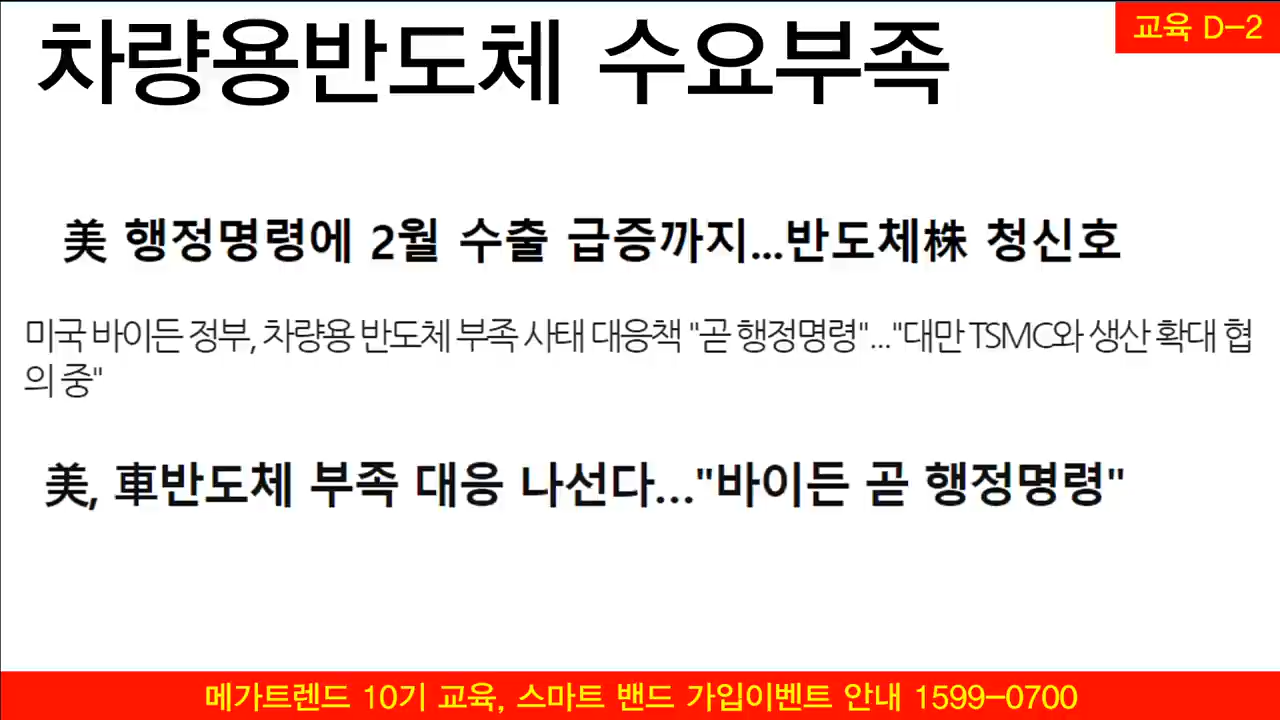 차량용반도체 수요부족
교육 D-2
美 행정명령에 2월 수출 급증까지...반도체株 청신호
미국 바이든 정부, 차량용 반도체 부족 사태 대응책 "곧 행정명령"..."대만 TSMC와 생산 확대 협
의 중"
美, 車반도체 부족 대응 나선다..."바이든 곧 행정명령"
메가트렌드 10기 교육, 스마트 밴드 가입이벤트 안내 1599-0700